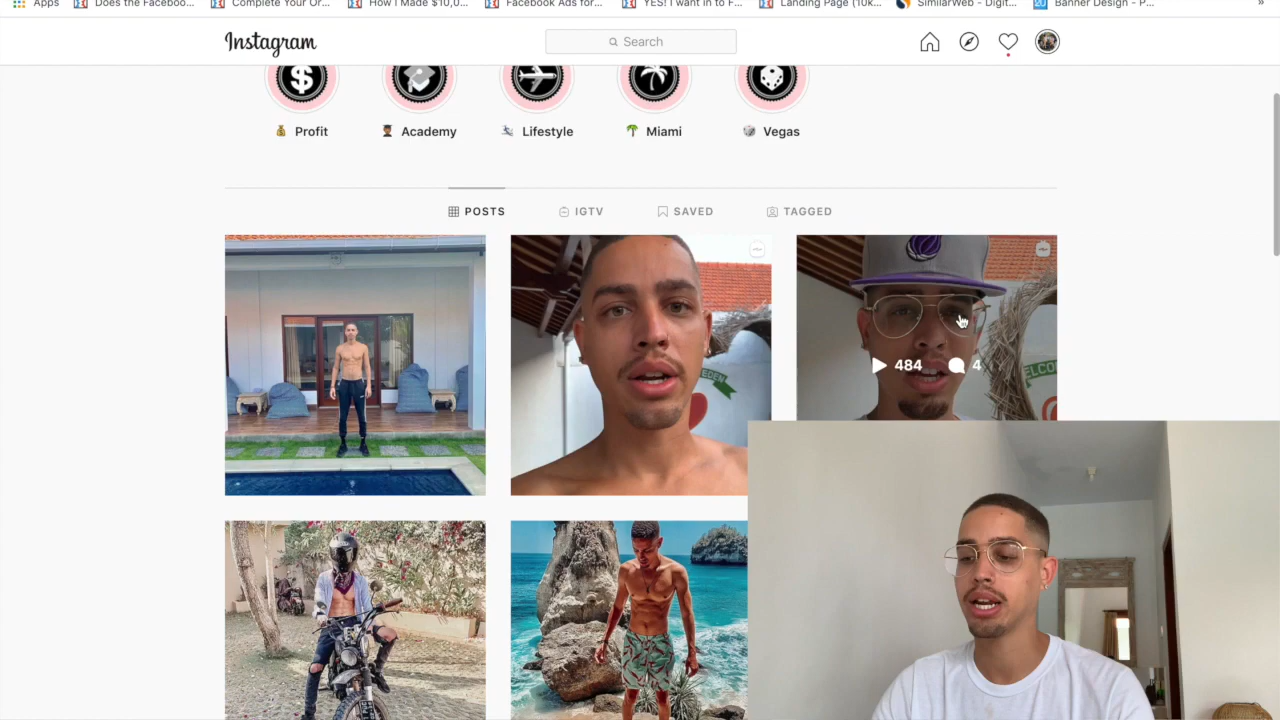 Apps Does the Faceboo... Complete Your Or... How I Made $10,0... Facebook Ads for... YES! I want in to F... Landing Page (10k... SimilarWeb - Digit... Banner Design - P... »
Instagram Search
$
Profit Academy Lifestyle Miami Vegas
POSTS IGTV SAVED TAGGED
EDEN
484 4